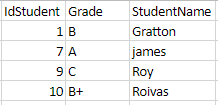 IdStudent Grade StudentName
1 B Gratton
7 A james
9 C Roy
10 B+ Roivas